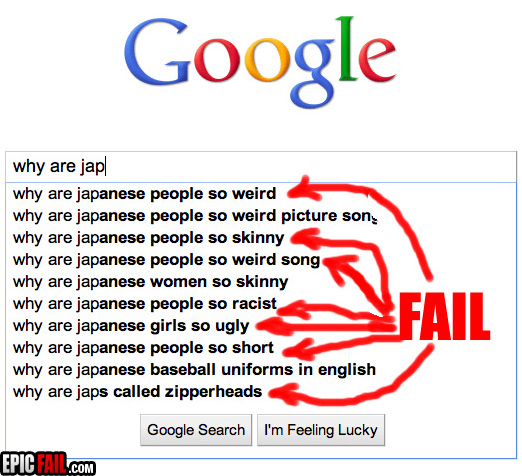 Google
why are jap
why are japanese people so weird
why are japanese people so weird picture song
why are japanese people so skinny
why are japanese people so weird song
why are japanese women so skinny
why are japanese people so racist
why are japanese girls so ugly
FAIL
why are japanese people so short
why are japanese baseball uniforms in english
why are japs called zipperheads
Google Search I'm Feeling Lucky
EPICFAIL.COM